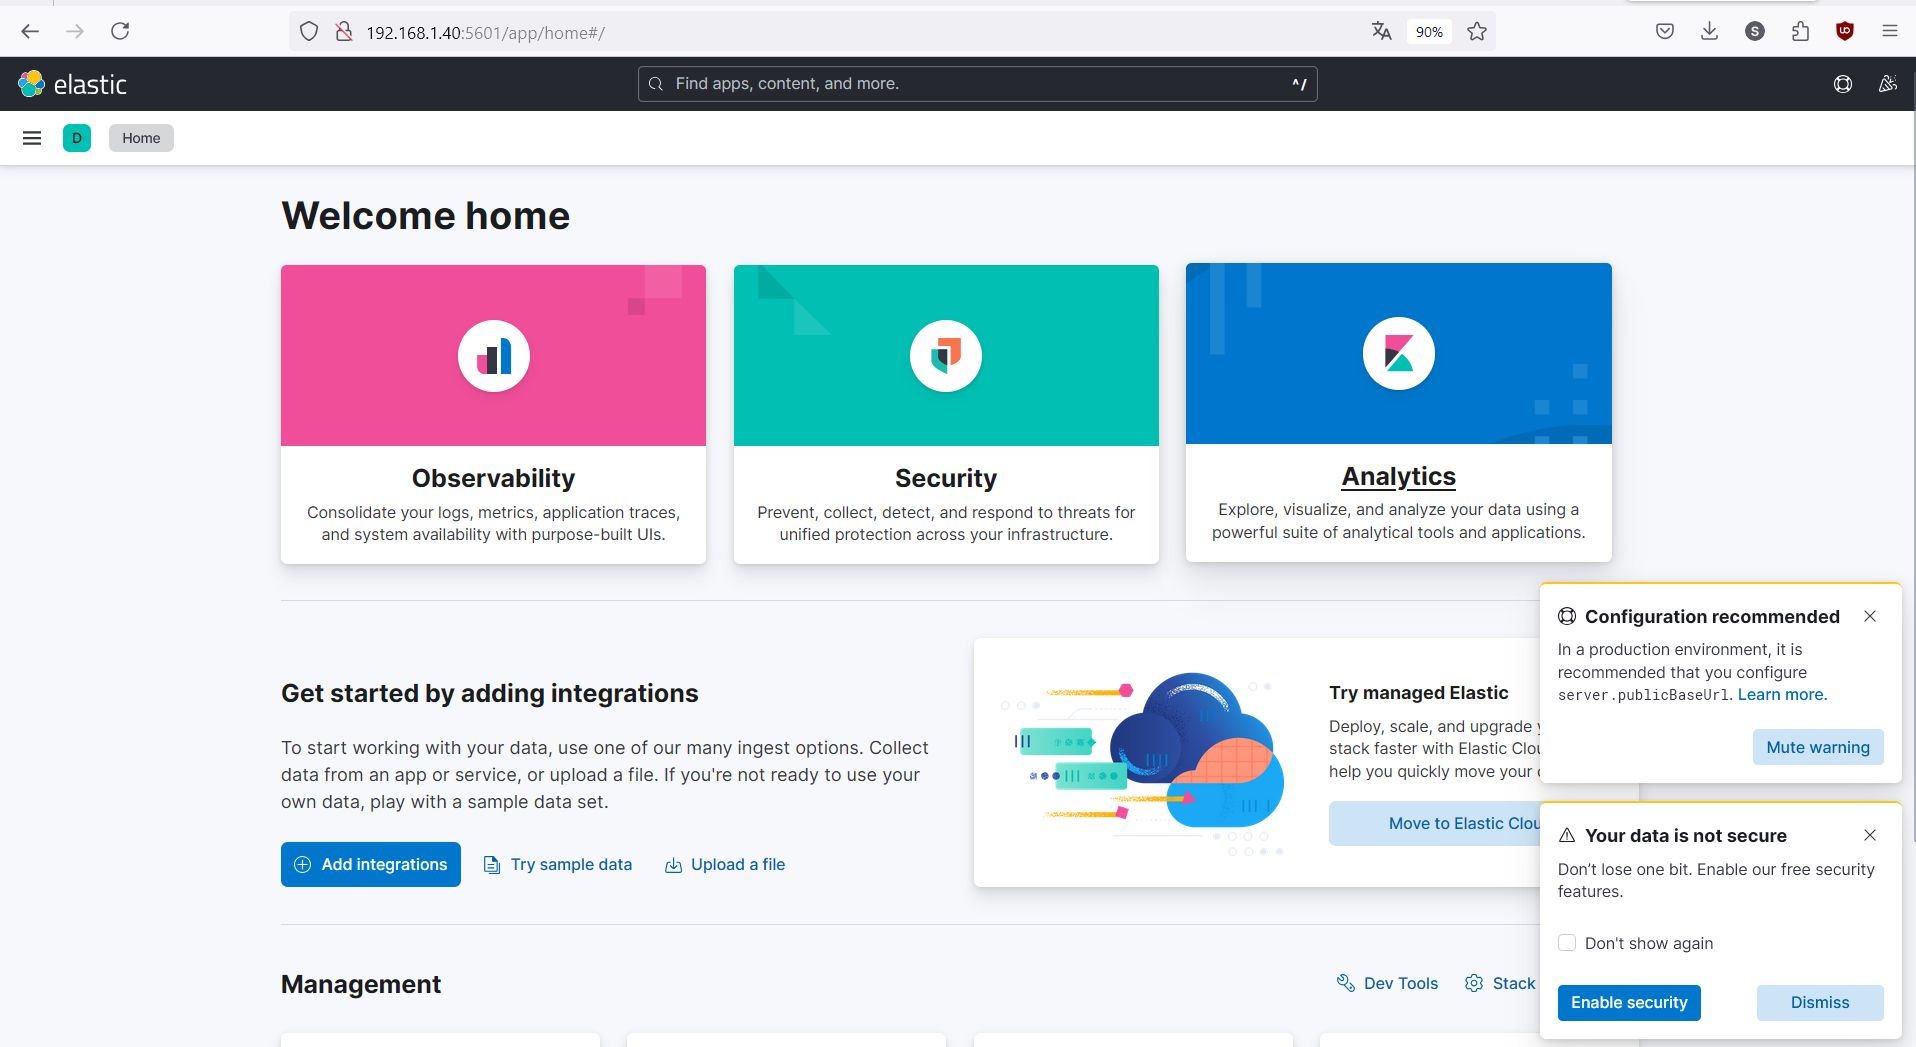 192.168.1.40:5601/app/home#/
90%
S
elastic
Find apps, content, and more.
^/
D
Home
Welcome home
Observability
Consolidate your logs, metrics, application traces,
and system availability with purpose-built UIs.
Security
Prevent, collect, detect, and respond to threats for
unified protection across your infrastructure.
Analytics
Explore, visualize, and analyze your data using a
powerful suite of analytical tools and applications.
Get started by adding integrations
To start working with your data, use one of our many ingest options. Collect
data from an app or service, or upload a file. If you're not ready to use your
own data, play with a sample data set.
Add integrations
Try sample data
Upload a file
Try managed Elastic
Deploy, scale, and upgrade
stack faster with Elastic
help you quickly move your
Move to Elastic
Configuration recommended
In a production environment, it is
recommended that you configure
server.publicBaseUrl. Learn more.
Mute warning
Your data is not secure
Don’t lose one bit. Enable our free security
features.
Don't show again
Enable security
Dismiss
Management
Dev Tools
Stack